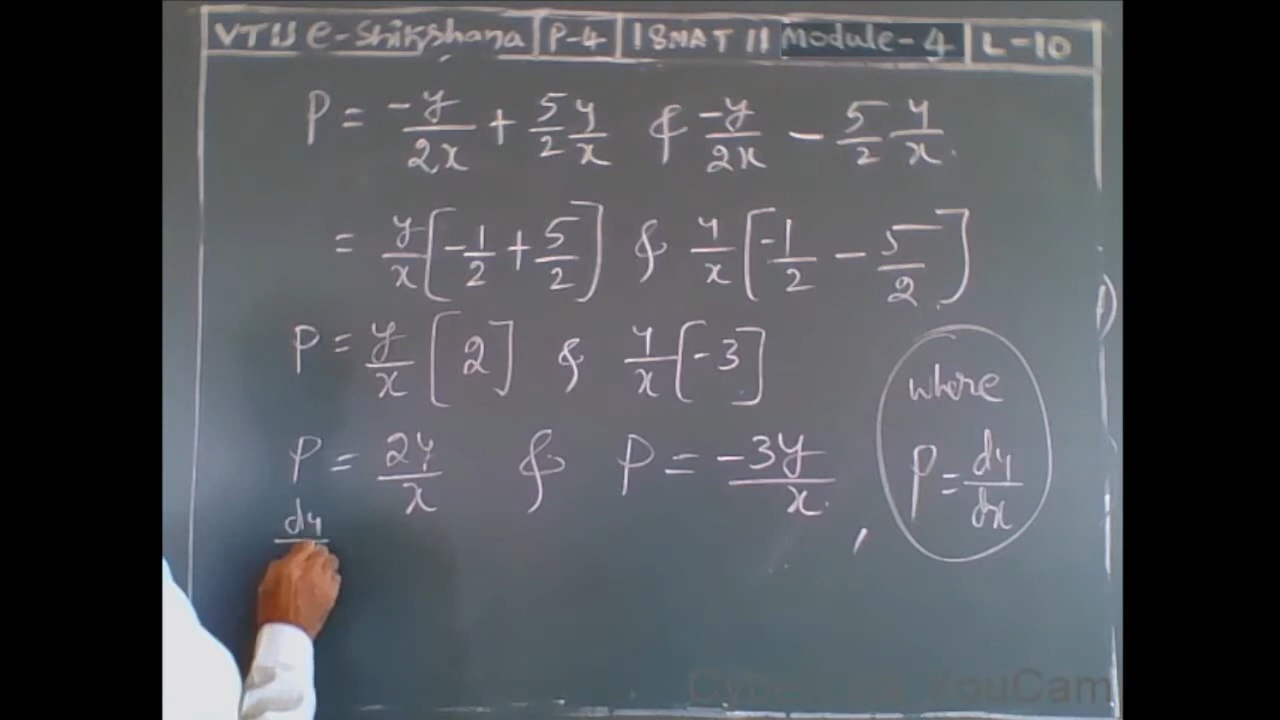 VTU e-Shikshana P-4 18MAT11 Module-4 L-10
P = -y/2x + 5/2 y/x & -y/2x - 5/2 y/x.
= y/x [-1/2 + 5/2] & y/x [-1/2 - 5/2]
P = y/x [2] & y/x [-3]
where
P = 2y/x & P = -3y/x, P = dy/dx
dy
YouCam